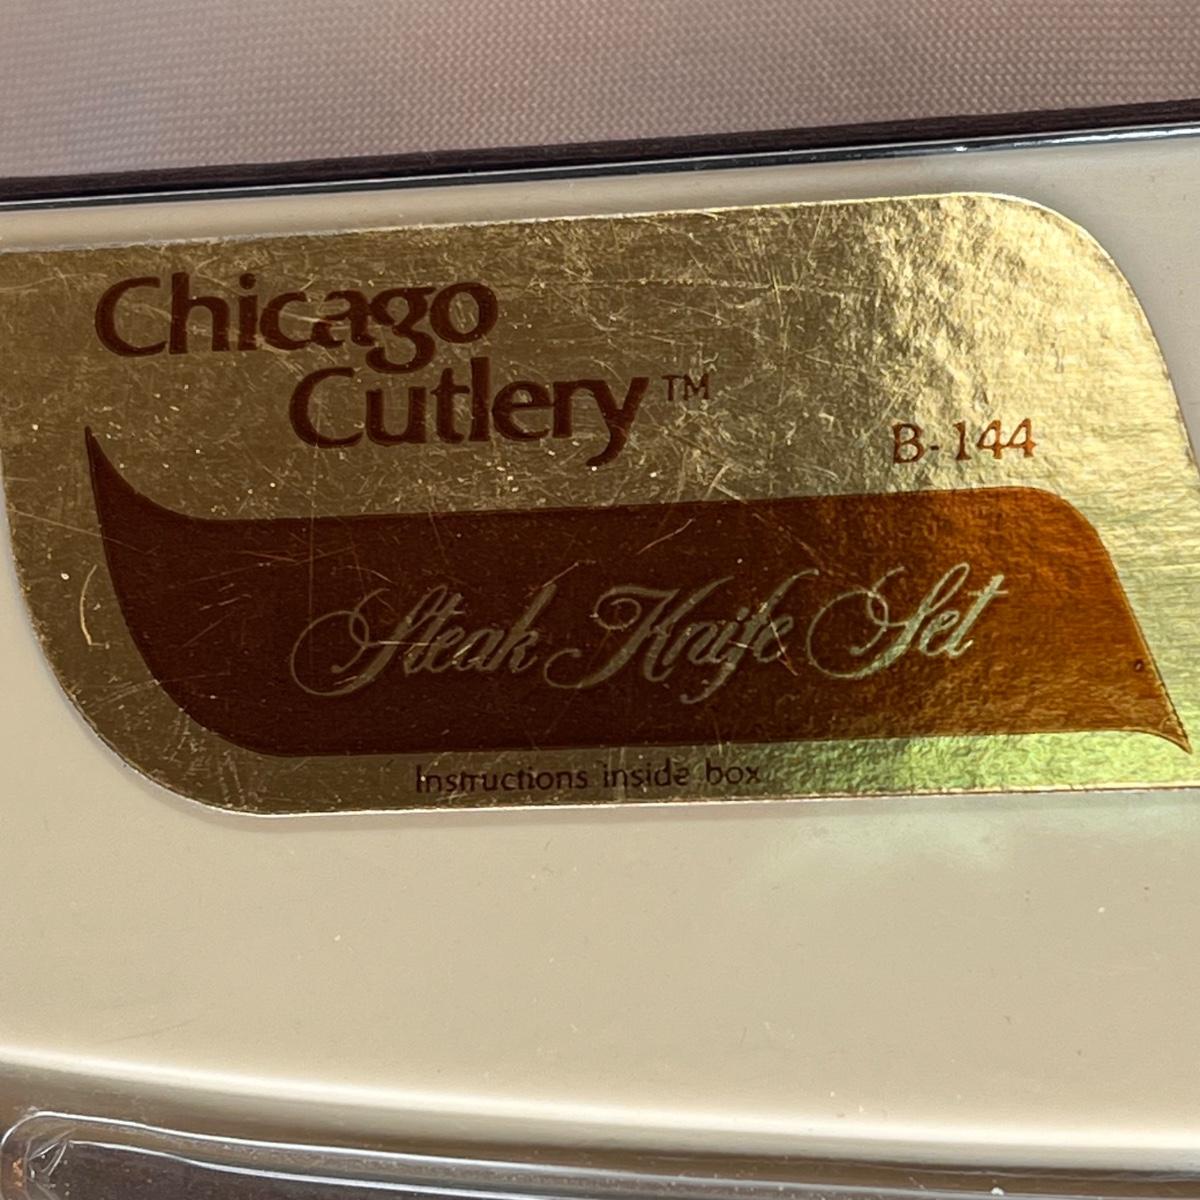 Chicago
Cutlery™
B-144
Steak Knife Set
Instructions inside box